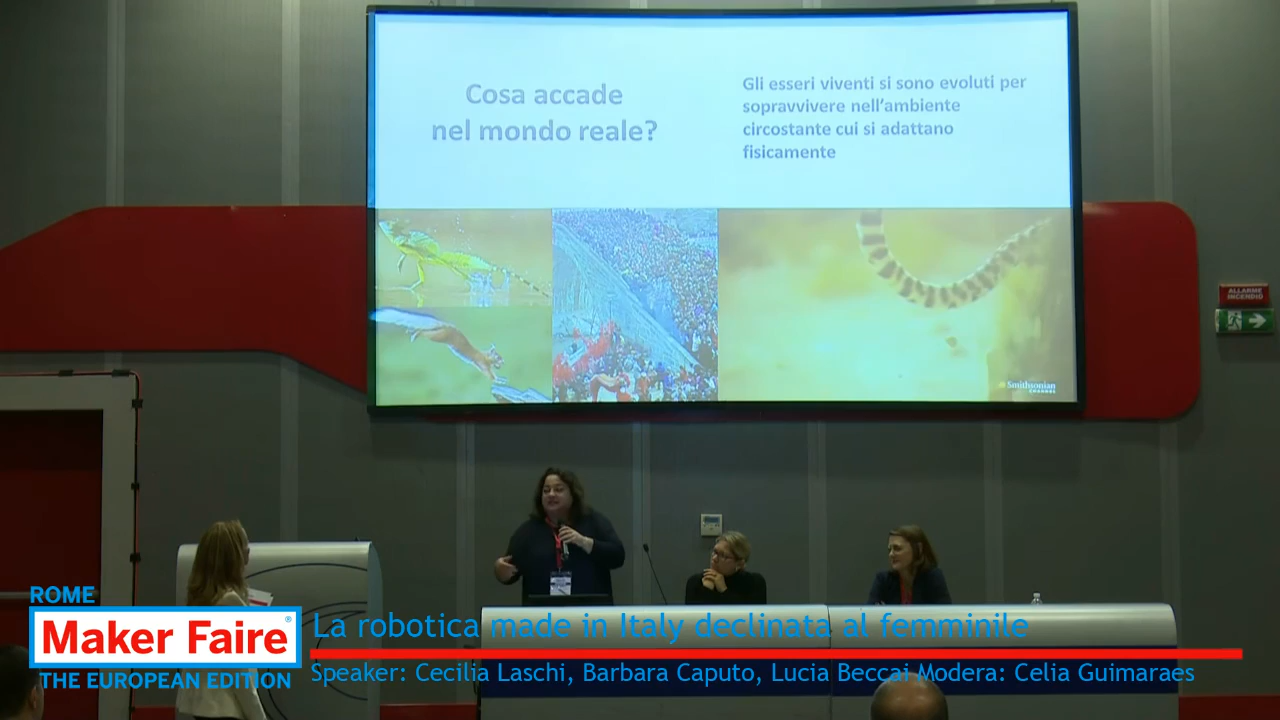 Cosa accade
nel mondo reale?
Gli esseri viventi si sono evoluti per
sopravvivere nell'ambiente
circostante cui si adattano
fisicamente
Smithsonian
CHANNEL
ALLARME
INCENDIO
ROME
Maker Faire®
THE EUROPEAN EDITION
La robotica made in Italy declinata al femminile
Speaker: Cecilia Laschi, Barbara Caputo, Lucia Beccai Modera: Celia Guimaraes